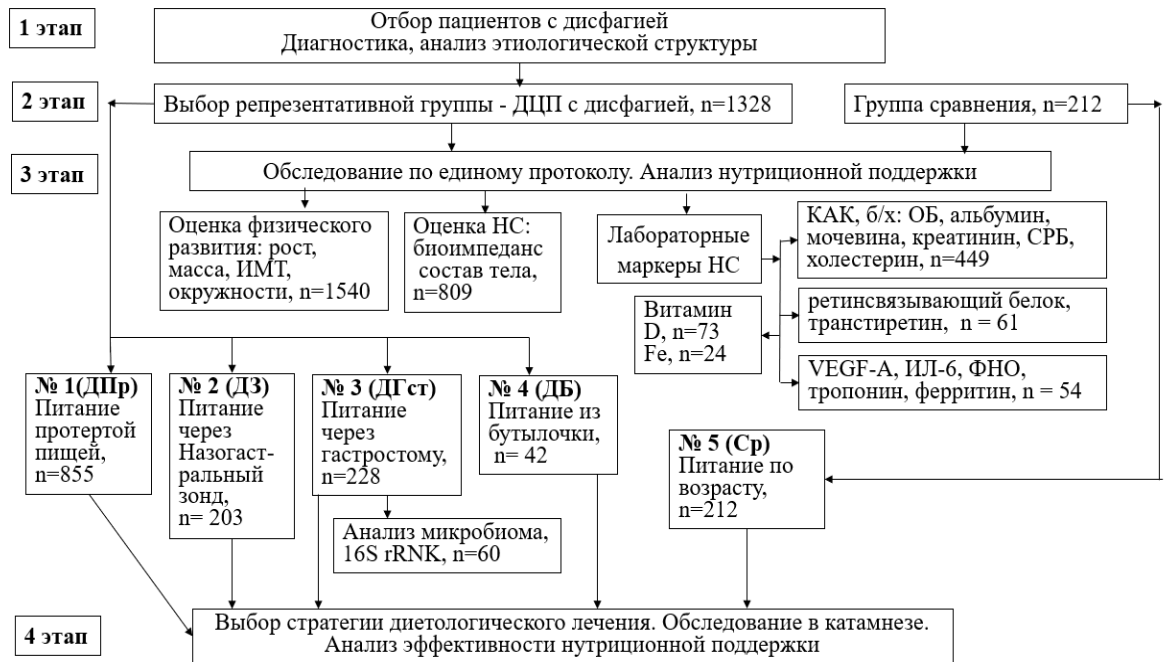 1 этап
Отбор пациентов с дисфагией
Диагностика, анализ этиологической структуры
2 этап
Выбор репрезентативной группы - ДЦП с дисфагией, n=1328
Группа сравнения, n=212
3 этап
Обследование по единому протоколу. Анализ нутриционной поддержки
Оценка физического
развития: рост,
масса, ИМТ,
окружности, n=1540
Оценка НС:
биоимпеданс
состав тела,
n=809
Лабораторные
маркеры НС
КАК, б/х: ОБ, альбумин,
мочевина, креатинин, СРБ,
холестерин, n=449
Витамин
D, n=73
Fe, n=24
ретинсвязывающий белок,
транстиретин, n = 61
VEGF-A, ИЛ-6, ФНО,
тропонин, ферритин, n = 54
№ 1(ДПр)
Питание
протертой
пищей,
n=855
№ 2 (ДЗ)
Питание
через
Назогаст-
ральный
зонд,
n= 203
№ 3 (ДГст)
Питание
через
гастростому,
n=228
№ 4 (ДБ)
Питание из
бутылочки,
n= 42
№ 5 (Ср)
Питание по
возрасту,
n=212
Анализ микробиома,
16S rRNK, n=60
4 этап
Выбор стратегии диетологического лечения. Обследование в катамнезе.
Анализ эффективности нутриционной поддержки